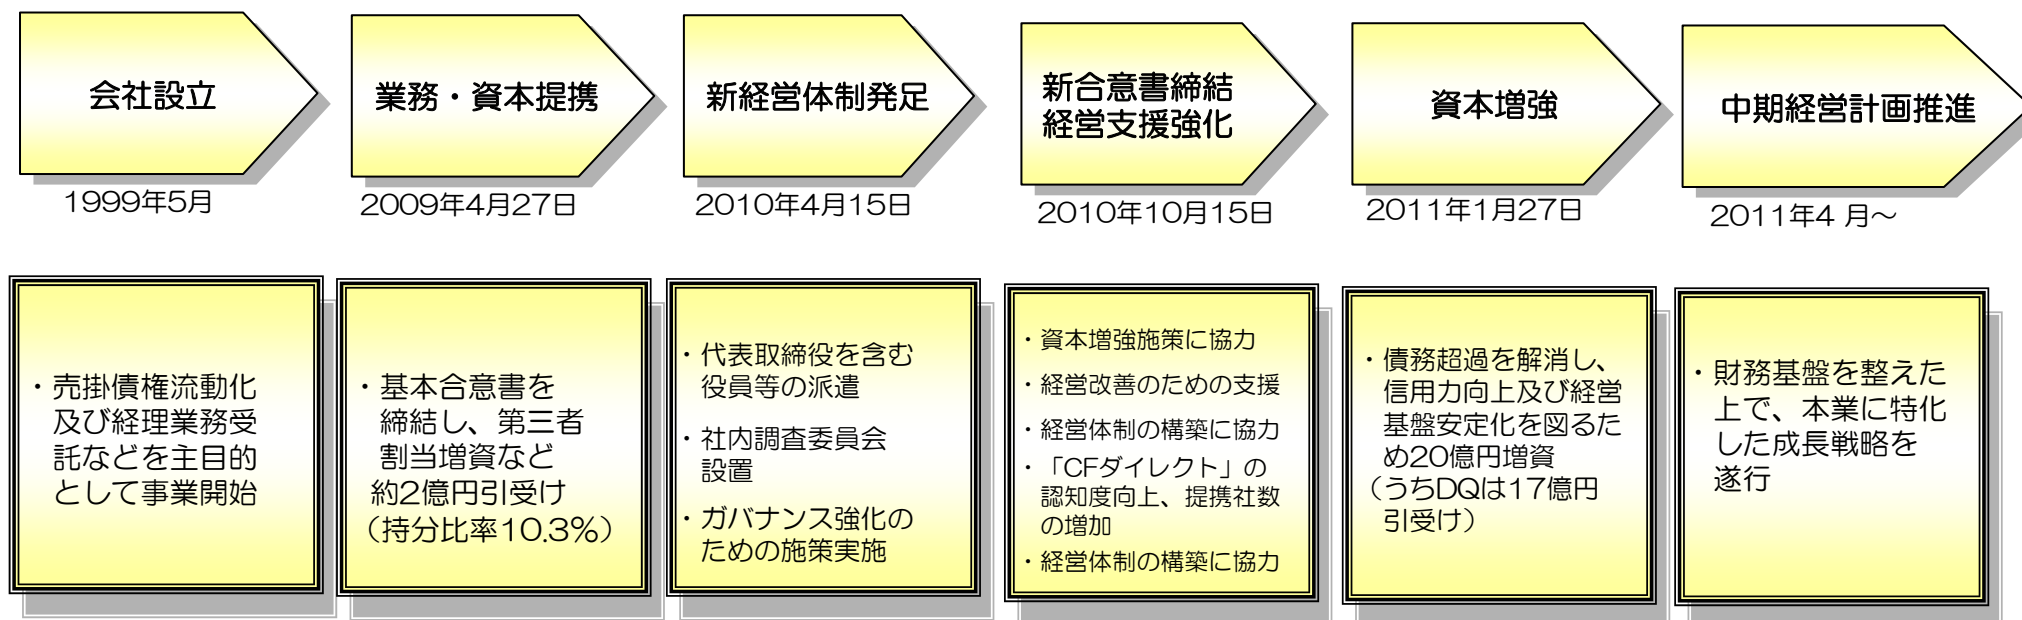 会社設立
1999年5月
業務・資本提携
2009年4月27日
新経営体制発足
2010年4月15日
新合意書締結
経営支援強化
2010年10月15日
資本増強
2011年1月27日
中期経営計画推進
2011年4 月～
・売掛債権流動化
及び経理業務受
託などを主目的
として事業開始
・基本合意書を
締結し、第三者
割当増資など
約2億円引受け
（持分比率10.3％）
・代表取締役を含む
役員等の派遣
・社内調査委員会
設置
・ガバナンス強化の
ための施策実施
・資本増強施策に協力
・経営改善のための支援
・経営体制の構築に協力
・「CFダイレクト」の
認知度向上、提携社数
の増加
・経営体制の構築に協力
・債務超過を解消し、
信用力向上及び経営
基盤安定化を図るた
め20億円増資
（うちDQは17億円
引受け）
・財務基盤を整えた
上で、本業に特化
した成長戦略を
遂行